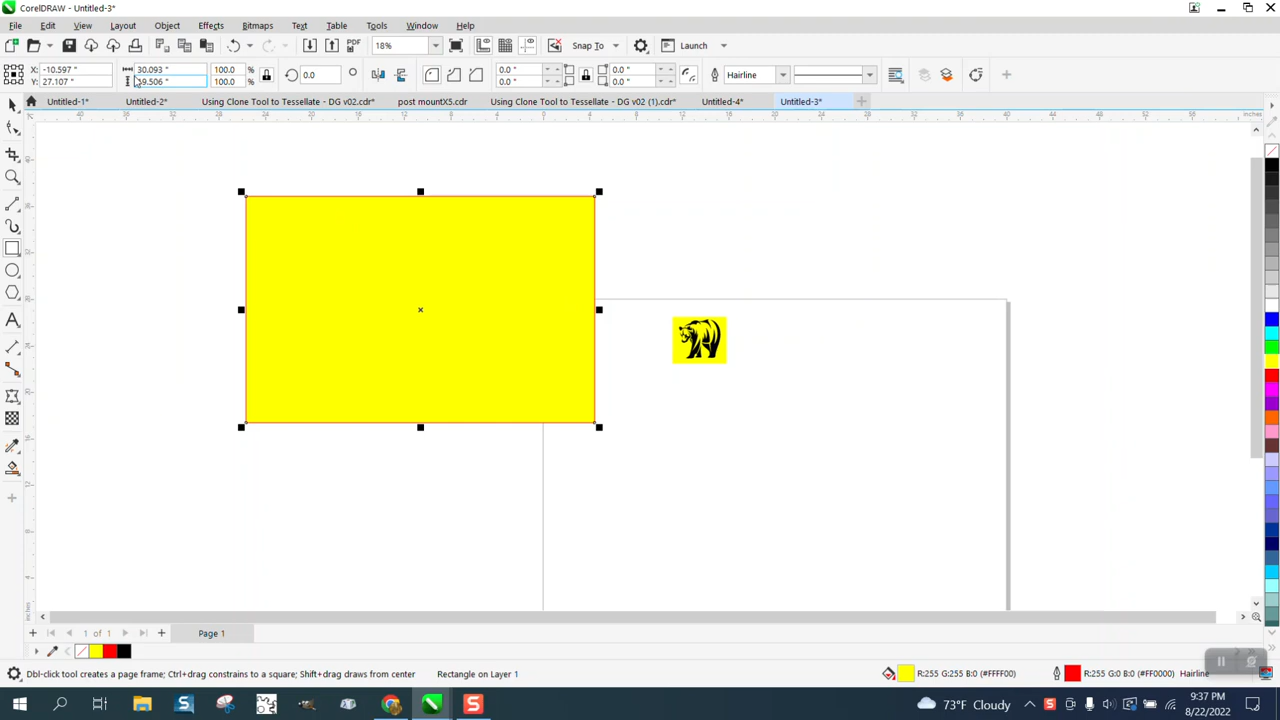 CorelDRAW - Untitled-3*
File Edit View Layout Object Effects Bitmaps Text Table Tools Window Help
PDF 18% Snap To Launch
X: -10.597 " 30.093 " 100.0 % 0.0 0.0 " 0.0 " Hairline
Y: 27.107 " 100.0 % 0.0 " 0.0 "
Untitled-1* Untitled-2* Using Clone Tool to Tessellate - DG v02.cdr* post mountX5.cdr Using Clone Tool to Tessellate - DG v02 (1).cdr* Untitled-4* Untitled-3*
inches
inches
1 of 1 Page 1
Dbl-click tool creates a page frame; Ctrl+drag constrains to a square; Shift+drag draws from center Rectangle on Layer 1 R:255 G:255 B:0 (#FFFF00) R:255 G:0 B:0 (#FF0000) Hairline
73°F Cloudy 9:37 PM
8/22/2022